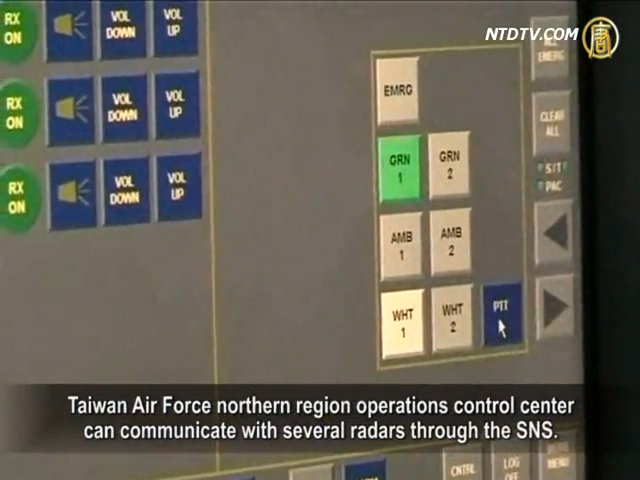 NTDTV.COM
唐
RX ON
VOL DOWN
VOL UP
RX ON
VOL DOWN
VOL UP
RX ON
VOL DOWN
VOL UP
EMRG
GRN 1
GRN 2
AMB 1
AMB 2
WHT 1
WHT 2
PTT
EMERG
CLEAR ALL
S/T
PAC
CNTRL
LOG OFF
MENU
Taiwan Air Force northern region operations control center
can communicate with several radars through the SNS.